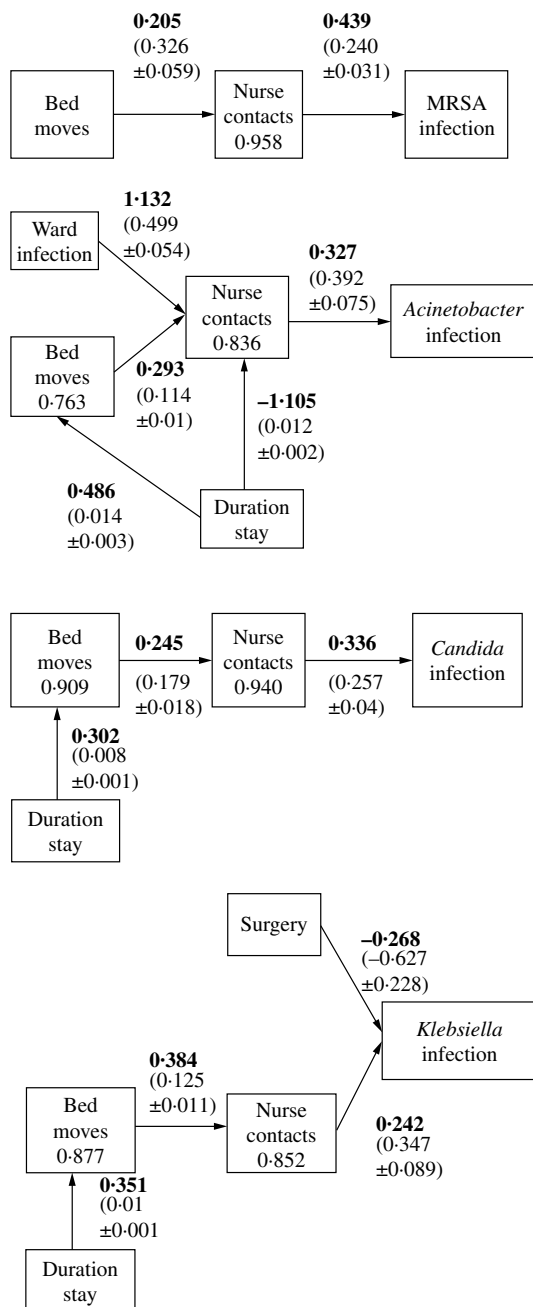 0·205
(0·326
±0·059)
0·439
(0·240
±0·031)
Bed
moves
Nurse
contacts
0·958
MRSA
infection
1·132
(0·499
±0·054)
Ward
infection
0·327
(0·392
±0·075)
Nurse
contacts
0·836
Acinetobacter
infection
Bed
moves
0·763
0·293
(0·114
±0·01)
–1·105
(0·012
±0·002)
0·486
(0·014
±0·003)
Duration
stay
Bed
moves
0·909
0·245
(0·179
±0·018)
Nurse
contacts
0·940
0·336
(0·257
±0·04)
Candida
infection
0·302
(0·008
±0·001)
Duration
stay
Surgery
–0·268
(–0·627
±0·228)
Klebsiella
infection
0·384
(0·125
±0·011)
Bed
moves
0·877
Nurse
contacts
0·852
0·242
(0·347
±0·089)
0·351
(0·01
±0·001
Duration
stay